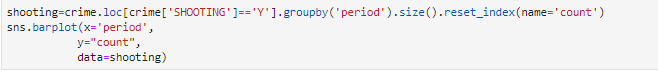 shooting=crime.loc[crime['SHOOTING']=='Y'].groupby('period').size().reset_index(name='count')
sns.barplot(x='period',
            y="count",
            data=shooting)